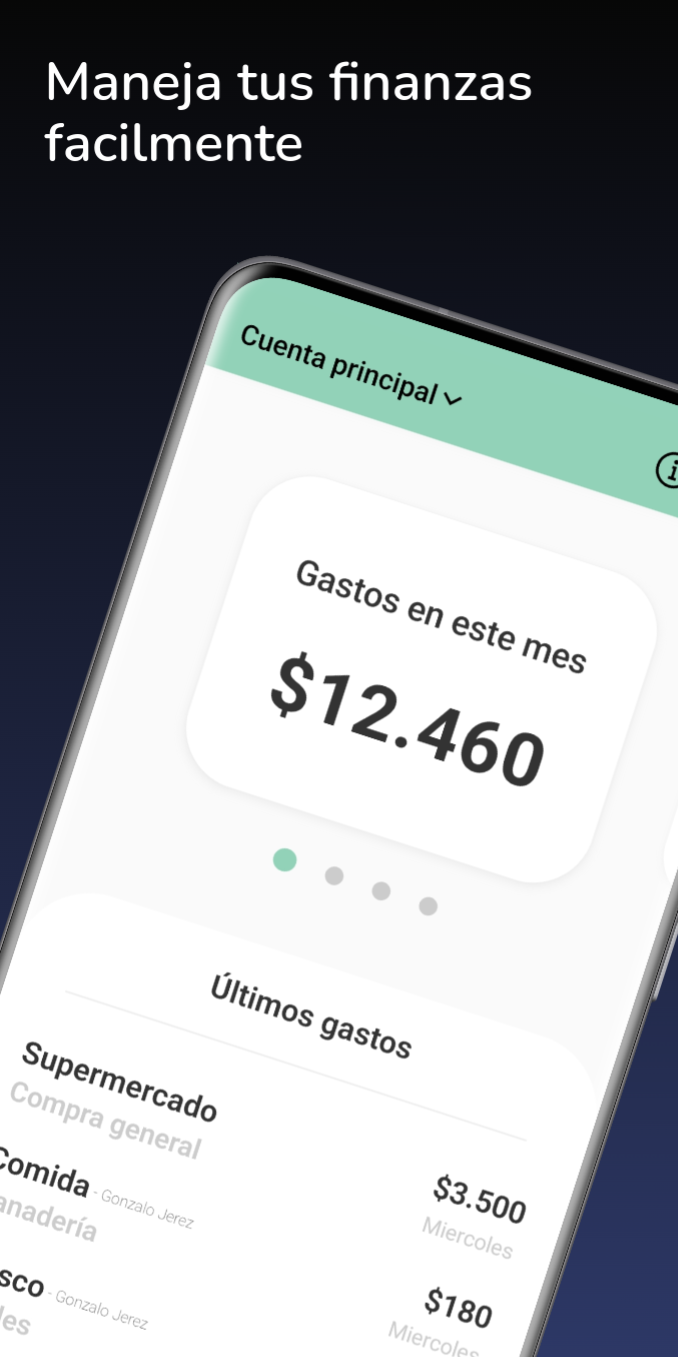 Maneja tus finanzas
facilmente
Cuenta principal
Gastos en este mes
$12.460
Últimos gastos
Supermercado
Compra general
$3.500
Miercoles
Comida - Gonzalo Jerez
anadería
$180
Miercoles
sco - Gonzalo Jerez
les